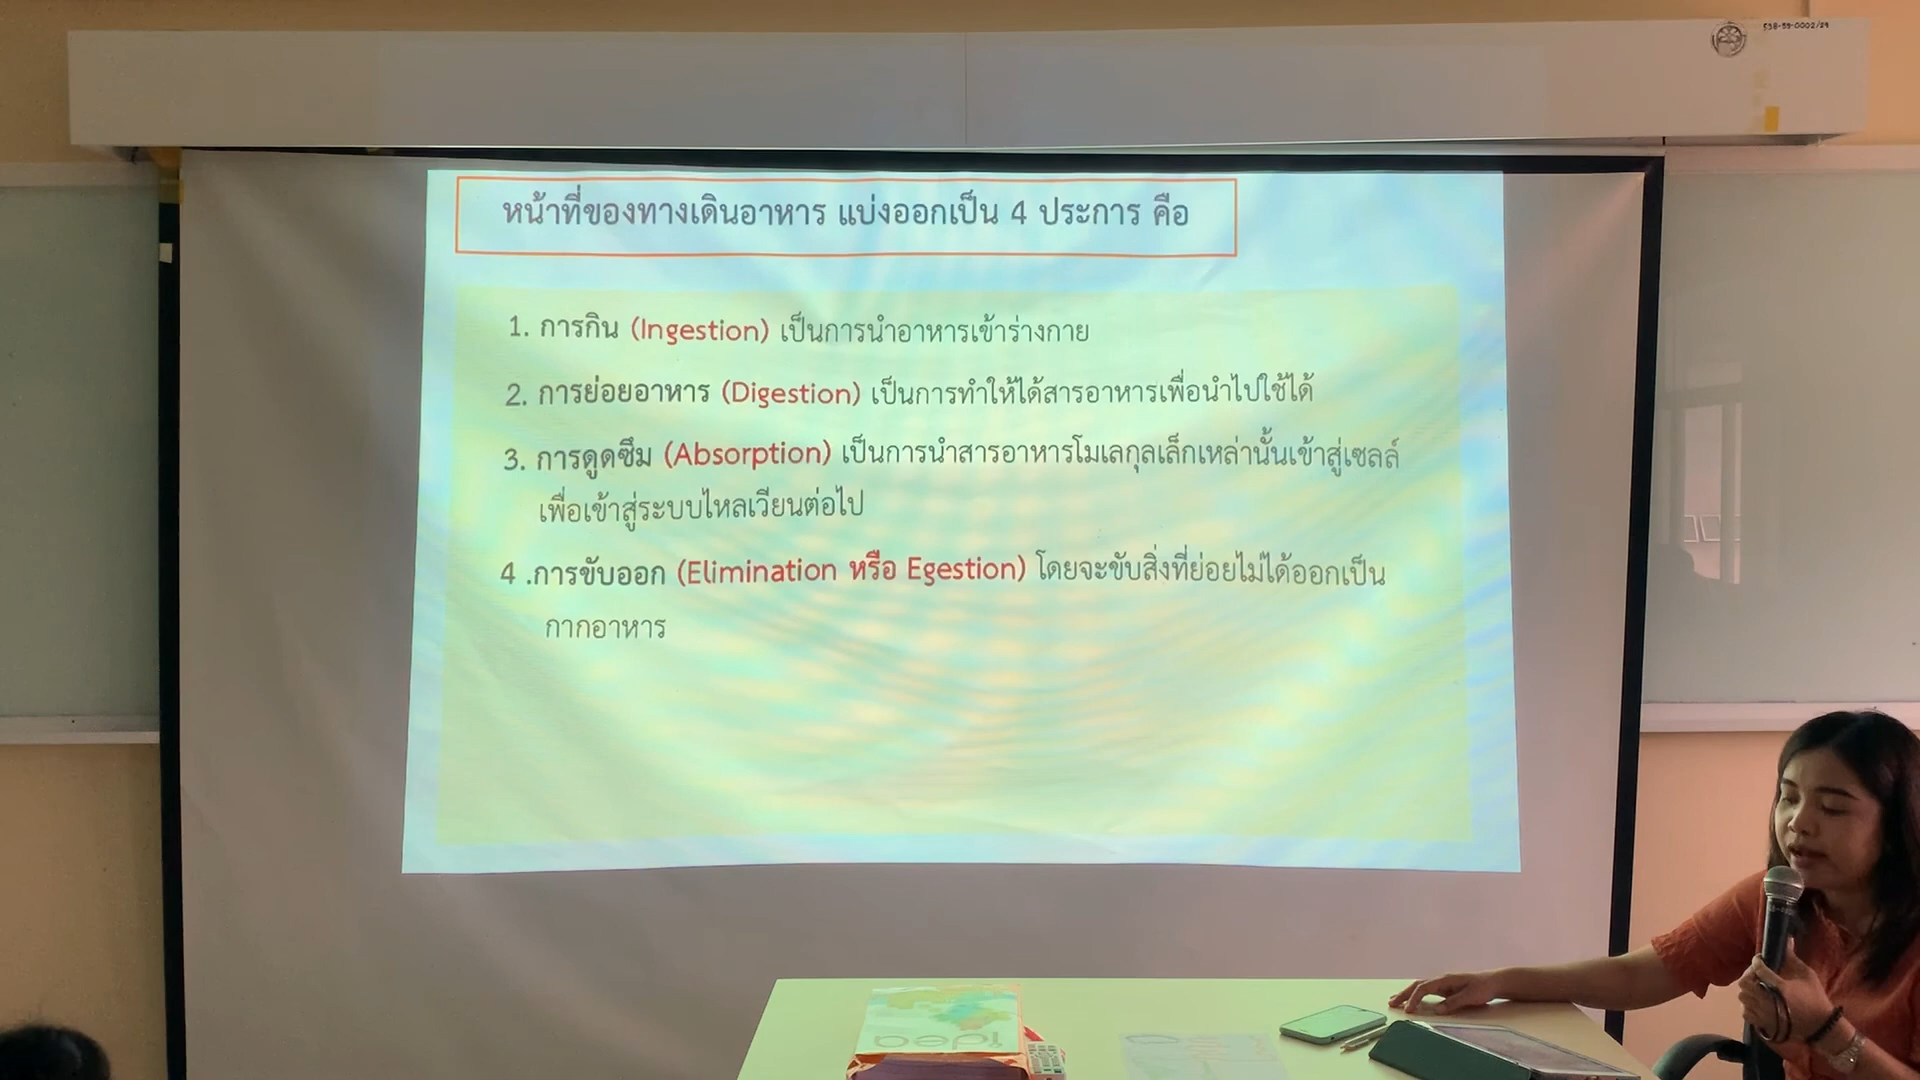 538-59-0002/29
หน้าที่ของทางเดินอาหาร แบ่งออกเป็น 4 ประการ คือ
1. การกิน (Ingestion) เป็นการนำอาหารเข้าร่างกาย
2. การย่อยอาหาร (Digestion) เป็นการทำให้ได้สารอาหารเพื่อนำไปใช้ได้
3. การดูดซึม (Absorption) เป็นการนำสารอาหารโมเลกุลเล็กเหล่านั้นเข้าสู่เซลล์
เพื่อเข้าสู่ระบบไหลเวียนต่อไป
4 .การขับออก (Elimination หรือ Egestion) โดยจะขับสิ่งที่ย่อยไม่ได้ออกเป็น
กากอาหาร
idea